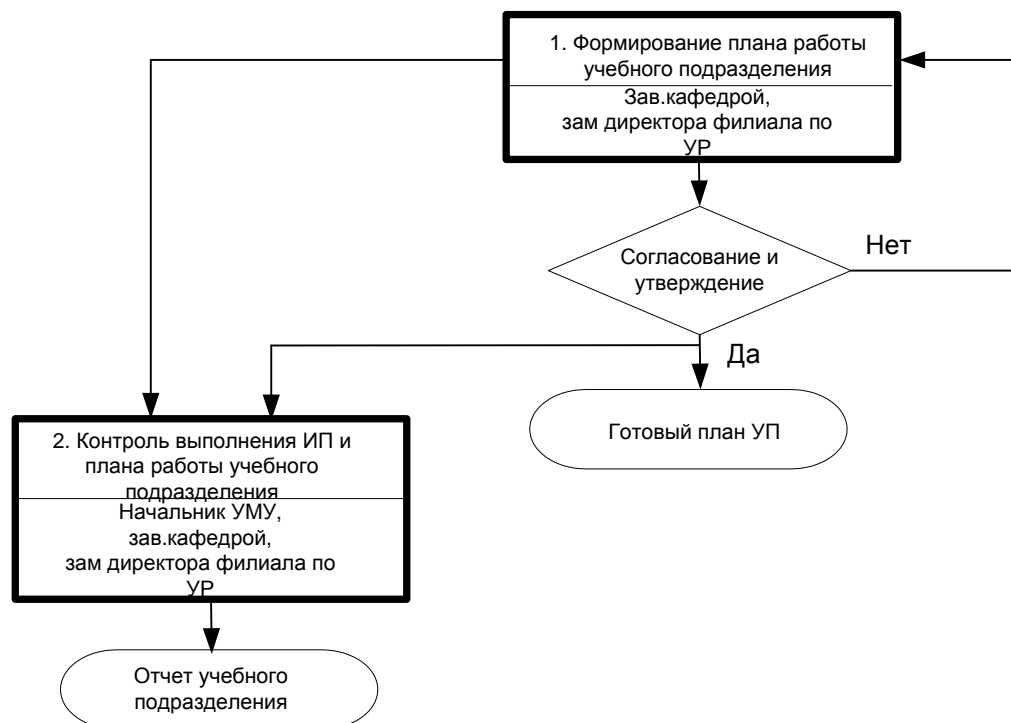 1. Формирование плана работы
учебного подразделения
Зав.кафедрой,
зам директора филиала по
УР
Согласование и
утверждение
Нет
Да
Готовый план УП
2. Контроль выполнения ИП и
плана работы учебного
подразделения
Начальник УМУ,
зав.кафедрой,
зам директора филиала по
УР
Отчет учебного
подразделения